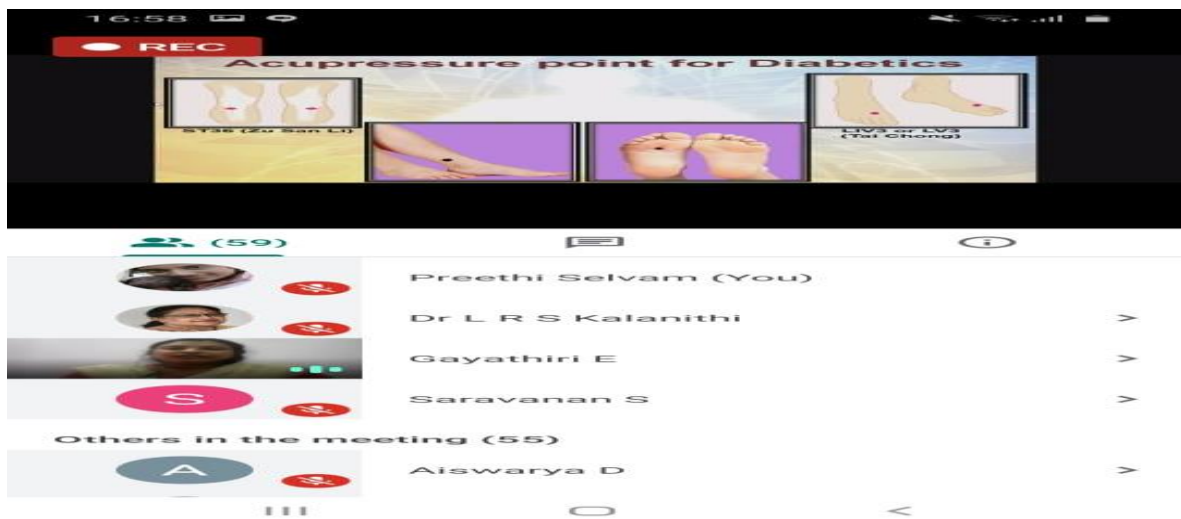 16:58
REC
Acupressure point for Diabetics
ST36 (Zu San Li)
LIV3 or LV3
(Tai Chong)
(59)
Preethi Selvam (You)
Dr L R S Kalanithi
Gayathiri E
S
Saravanan S
Others in the meeting (55)
A
Aiswarya D